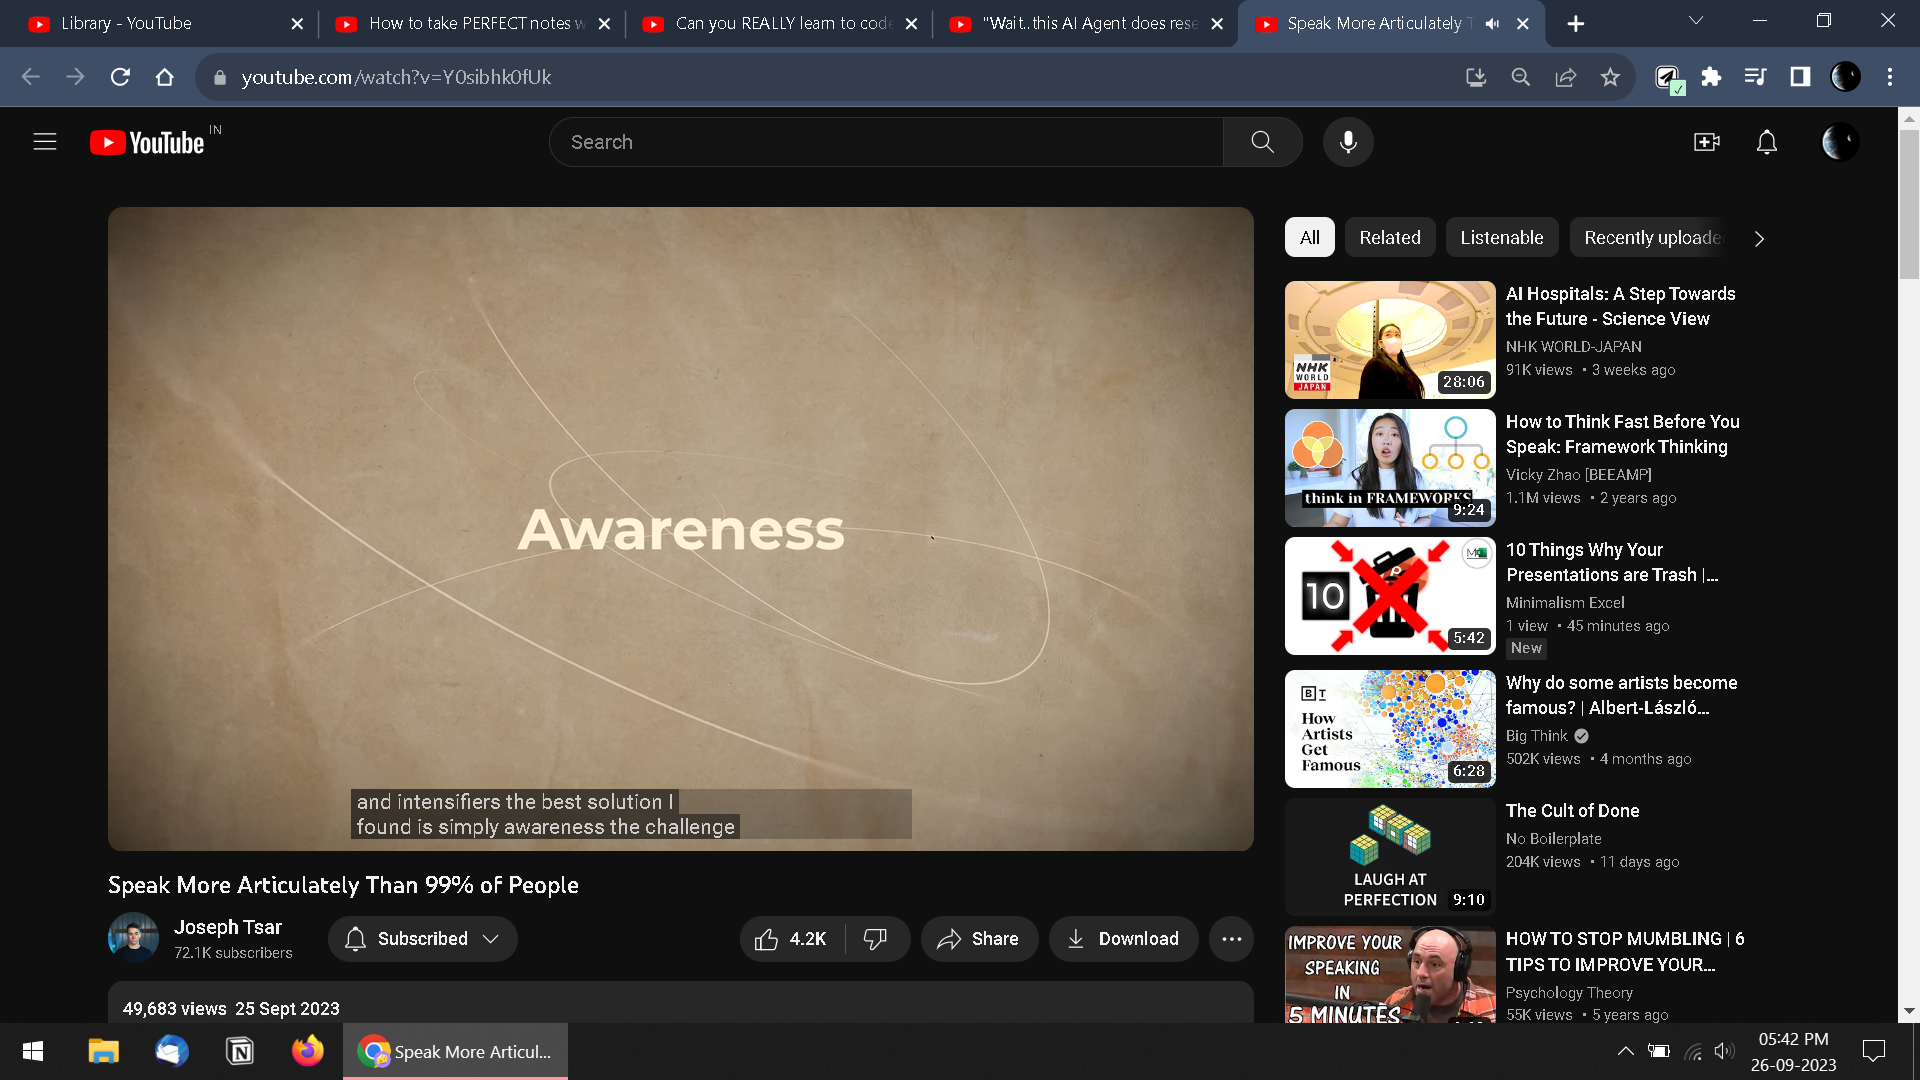 Library - YouTube
How to take PERFECT notes w
Can you REALLY learn to code
"Wait..this AI Agent does rese
Speak More Articulately T
youtube.com/watch?v=Y0sibhk0fUk
YouTube IN
Search
Awareness
and intensifiers the best solution I
found is simply awareness the challenge
Speak More Articulately Than 99% of People
Joseph Tsar
72.1K subscribers
Subscribed
4.2K
Share
Download
49,683 views 25 Sept 2023
All
Related
Listenable
Recently uploade
NHK
WORLD
JAPAN
28:06
AI Hospitals: A Step Towards
the Future - Science View
NHK WORLD-JAPAN
91K views • 3 weeks ago
think in FRAMEWORKS
9:24
How to Think Fast Before You
Speak: Framework Thinking
Vicky Zhao [BEEAMP]
1.1M views • 2 years ago
10
5:42
10 Things Why Your
Presentations are Trash |...
Minimalism Excel
1 view • 45 minutes ago
New
B T
How
Artists
Get
Famous
6:28
Why do some artists become
famous? | Albert-László...
Big Think
502K views • 4 months ago
LAUGH AT
PERFECTION
9:10
The Cult of Done
No Boilerplate
204K views • 11 days ago
IMPROVE YOUR
SPEAKING
IN
5 MINUTES
HOW TO STOP MUMBLING | 6
TIPS TO IMPROVE YOUR...
Psychology Theory
55K views • 5 years ago
Speak More Articul...
05:42 PM
26-09-2023